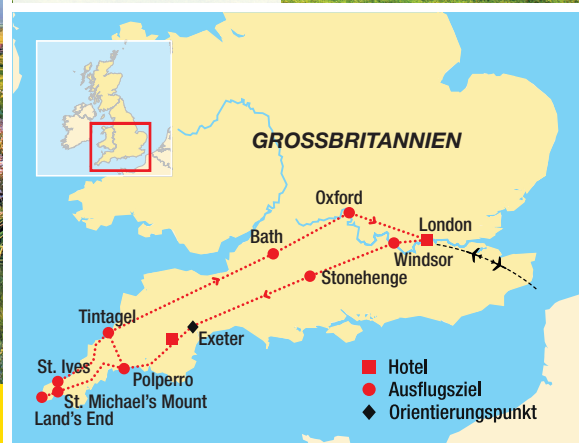 GROSSBRITANNIEN
Oxford
London
Bath
Windsor
Stonehenge
Tintagel
Exeter
St. Ives
Polperro
St. Michael's Mount
Land's End
Hotel
Ausflugsziel
Orientierungspunkt